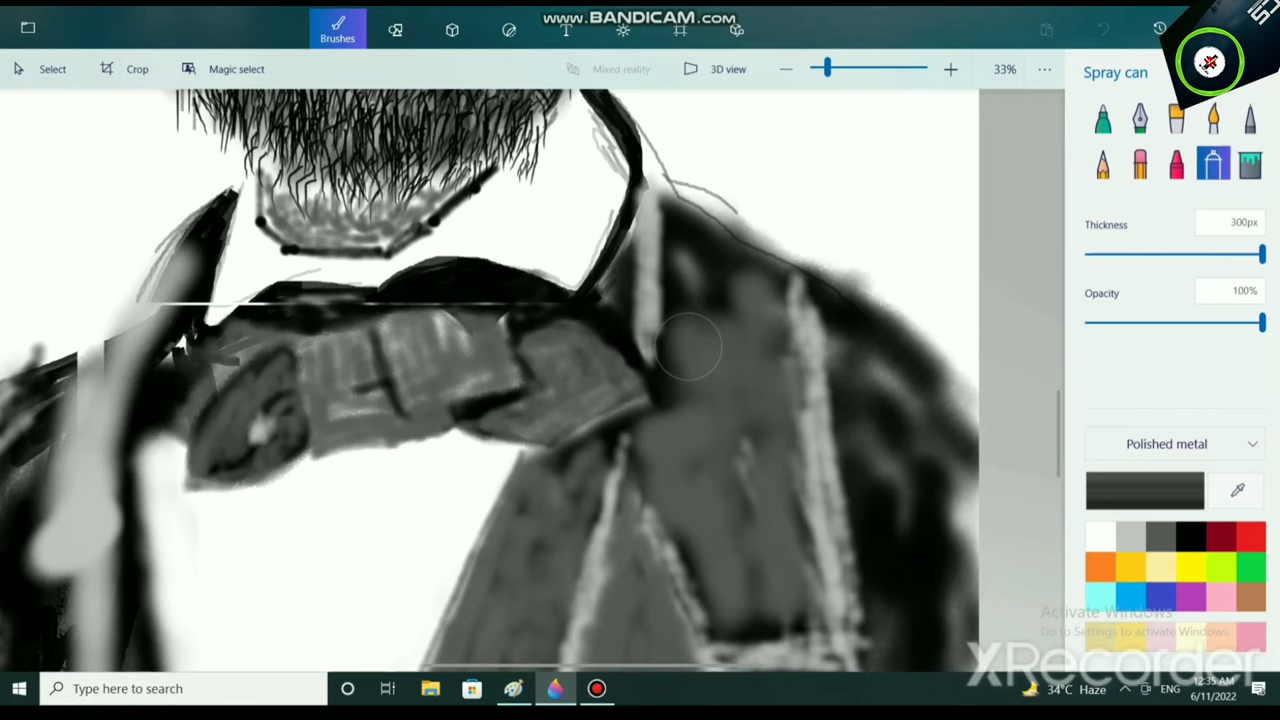 www.BANDICAM.com
Brushes
Select
Crop
Magic select
Mixed reality
3D view
33%
Spray can
Thickness
300px
Opacity
100%
Polished metal
Activate Windows
Go to Settings to activate Windows.
XRecorder
Type here to search
34°C Haze
ENG
12:35 AM
6/11/2022